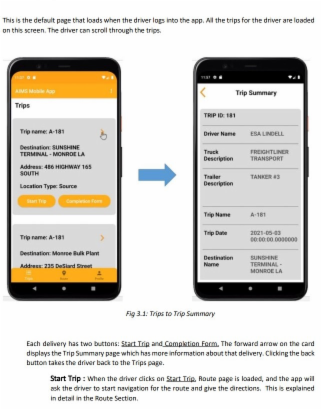 This is the default page that loads when the driver logs into the app. All the trips for the driver are loaded
on this screen. The driver can scroll through the trips.
11:07
ASMS Mobile App
Trips
Trip name: A-181
Destination: SUNSHINE
TERMINAL - MONROE LA
Address: 486 HIGHWAY 165
SOUTH
Location Type: Source
Start Trip
Completion Form
Trip name: A-181
Destination: Monroe Bulk Plant
Address: 235 DeSiard Street
11:07
Trip Summary
TRIP ID: 181
Driver Name
ESA LINDELL
Truck
Description
FREIGHTLINER
TRANSPORT
Trailer
Description
TANKER #3
Trip Name
A-181
Trip Date
2021-05-03
00:00:00.0000000
Destination
Name
SUNSHINE
TERMINAL -
MONROE LA
Fig 3.1: Trips to Trip Summary
Each delivery has two buttons: Start Trip and Completion Form. The forward arrow on the card
displays the Trip Summary page which has more information about that delivery. Clicking the back
button takes the driver back to the Trips page.
Start Trip : When the driver clicks on Start Trip, Route page is loaded, and the app will
ask the driver to start navigation for the route and give the directions. This is explained
in detail in the Route Section.